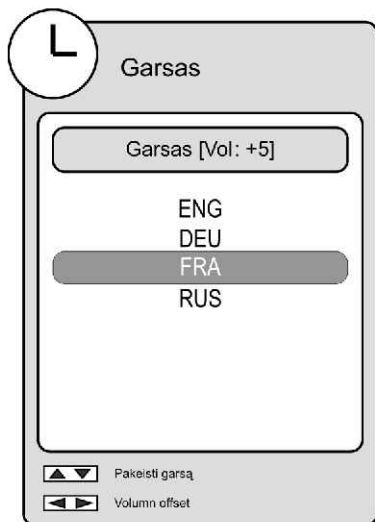 Garsas
Garsas [Vol: +5]
ENG
DEU
FRA
RUS
Pakeisti garsą
Volumn offset